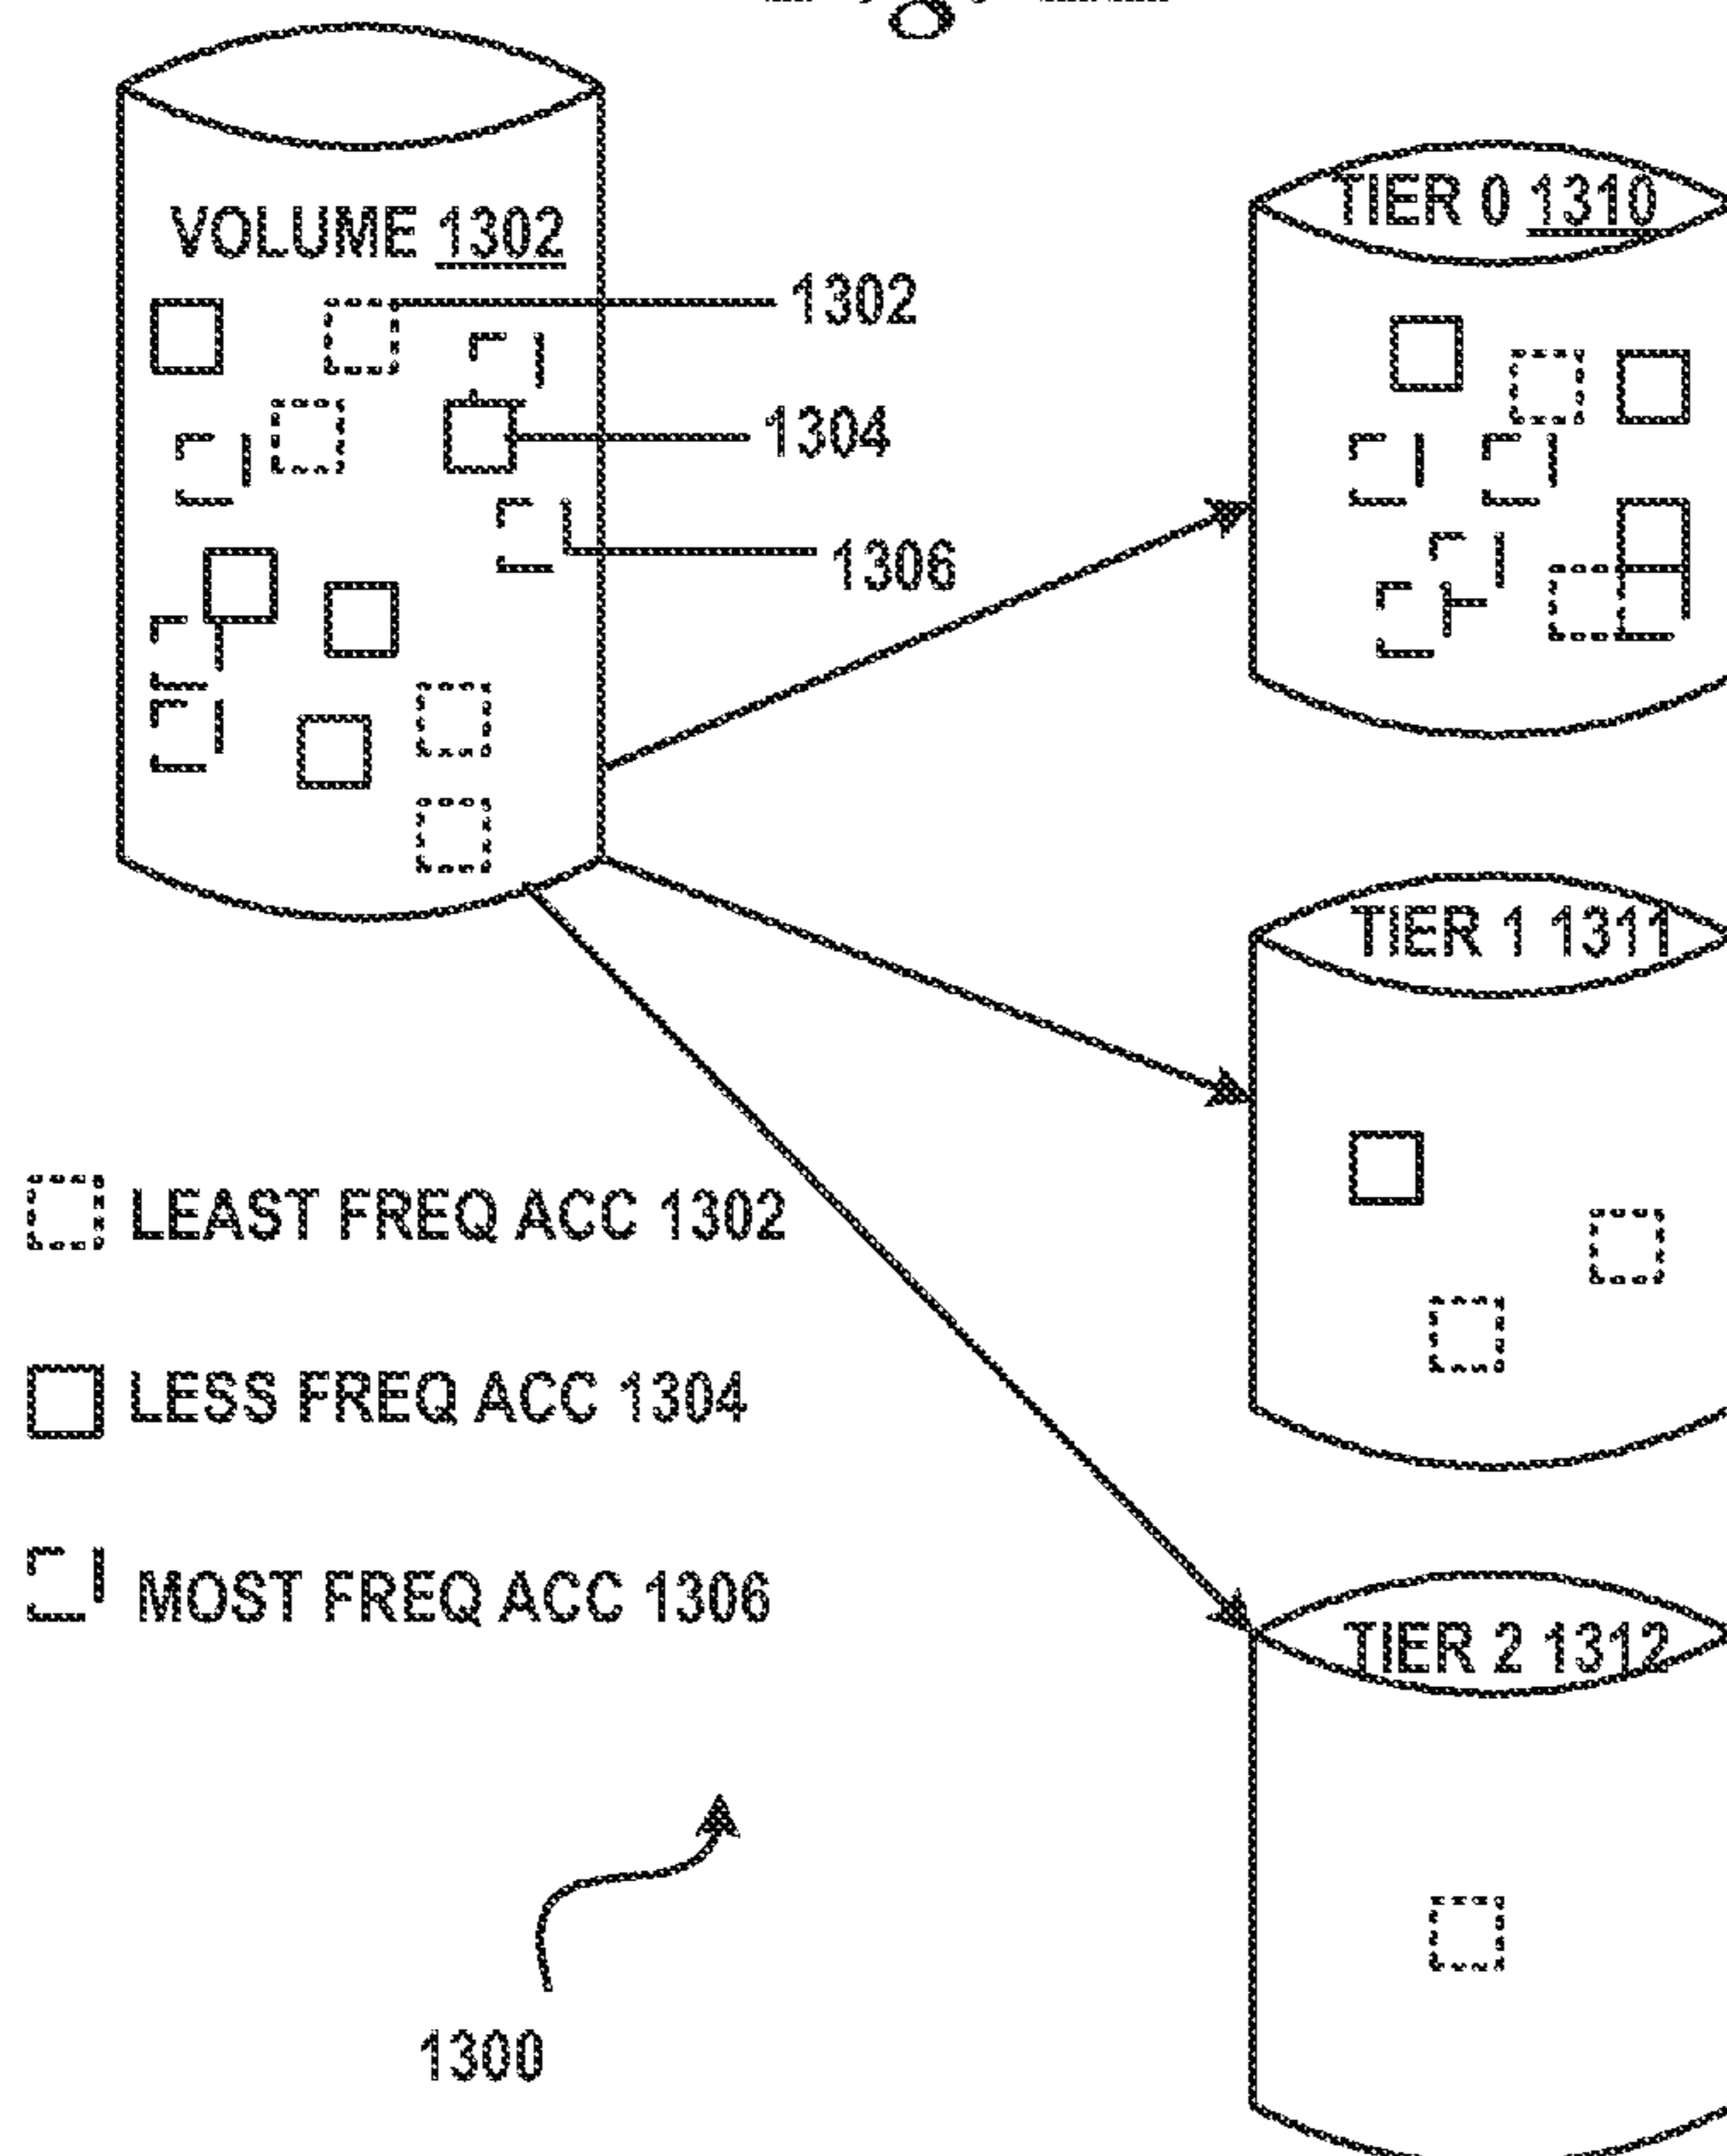 VOLUME 1302
1302
1304
1306
TIER 0 1310
TIER 1 1311
LEAST FREQ ACC 1302
LESS FREQ ACC 1304
MOST FREQ ACC 1306
TIER 2 1312
1300